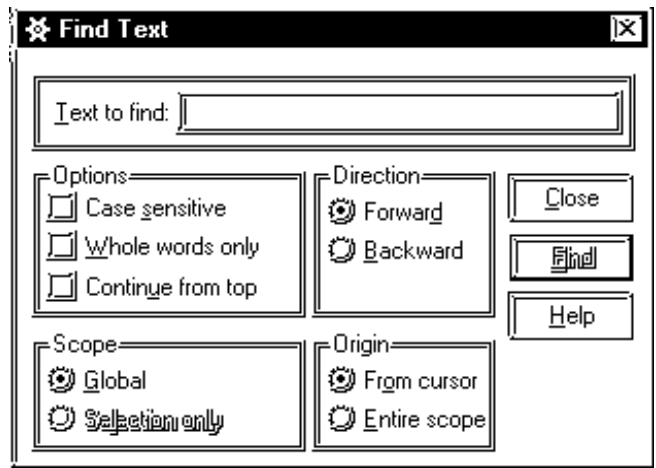 Find Text
Text to find:
Options
Case sensitive
Whole words only
Continue from top
Direction
Forward
Backward
Close
Find
Help
Scope
Global
Selection only
Origin
From cursor
Entire scope